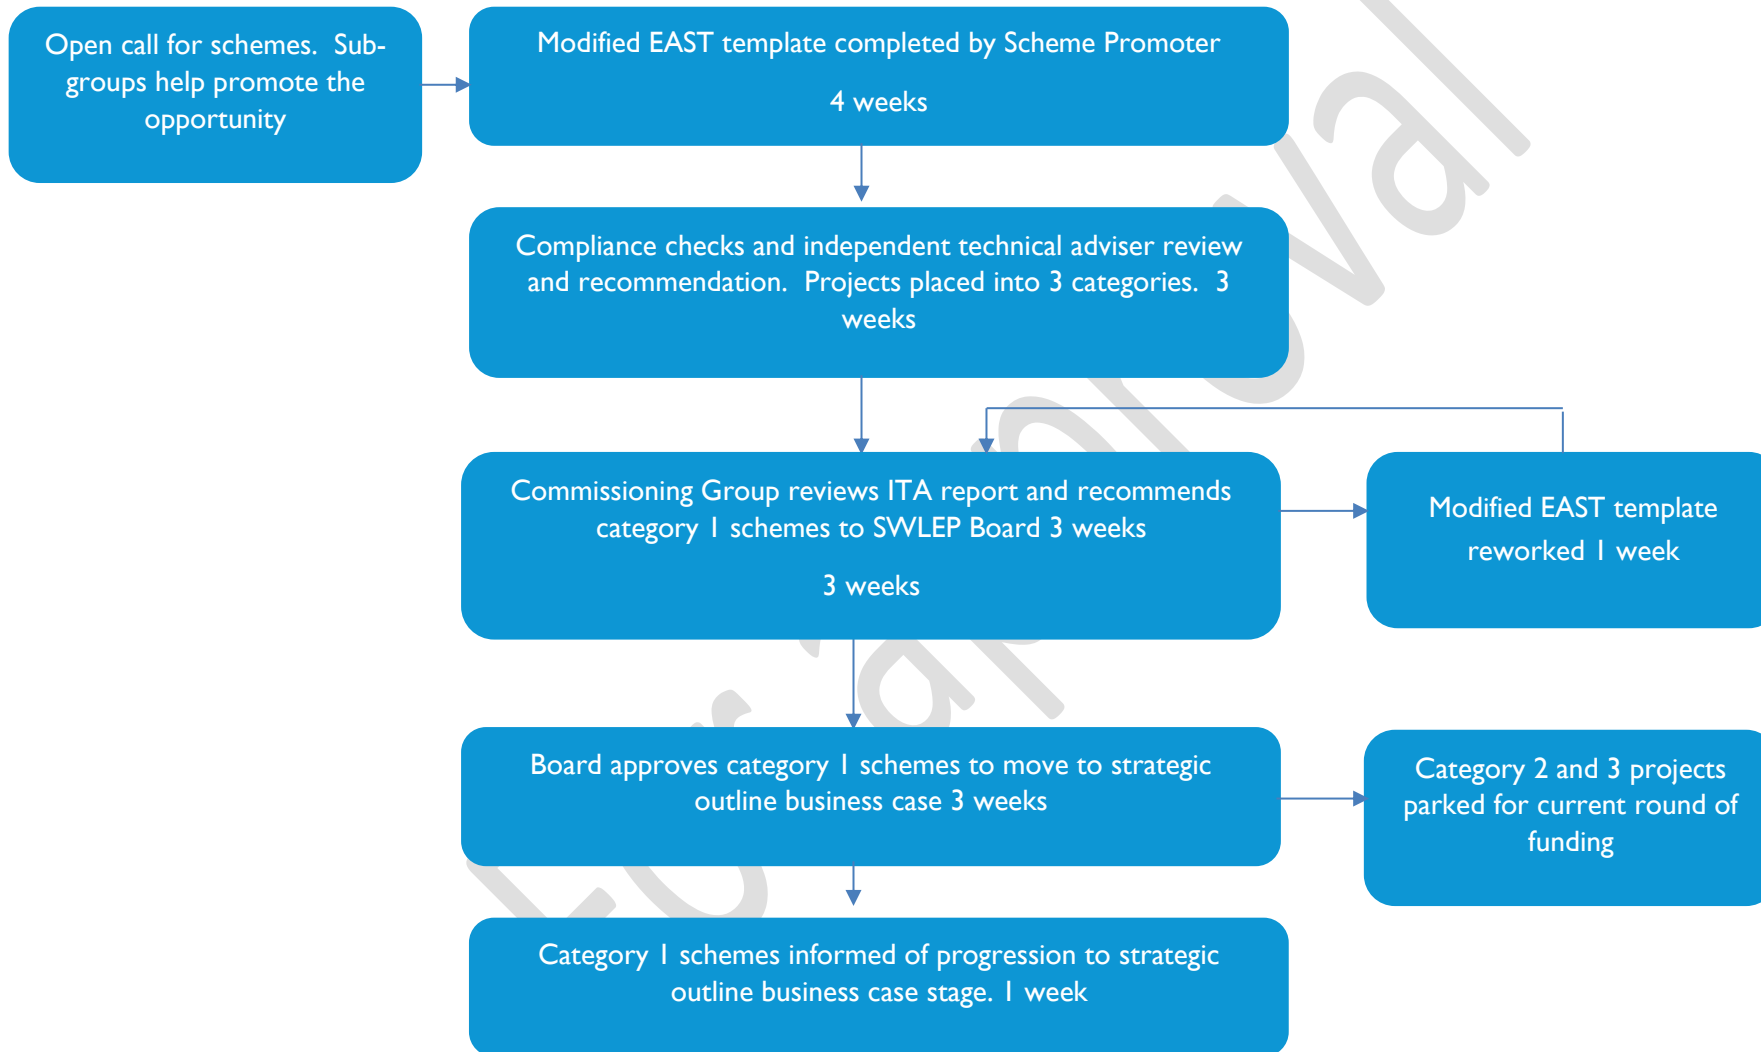 Open call for schemes. Sub-
groups help promote the
opportunity
Modified EAST template completed by Scheme Promoter
4 weeks
Compliance checks and independent technical adviser review
and recommendation. Projects placed into 3 categories. 3
weeks
Commissioning Group reviews ITA report and recommends
category 1 schemes to SWLEP Board 3 weeks
3 weeks
Modified EAST template
reworked 1 week
Board approves category 1 schemes to move to strategic
outline business case 3 weeks
Category 2 and 3 projects
parked for current round of
funding
Category 1 schemes informed of progression to strategic
outline business case stage. 1 week
For approval